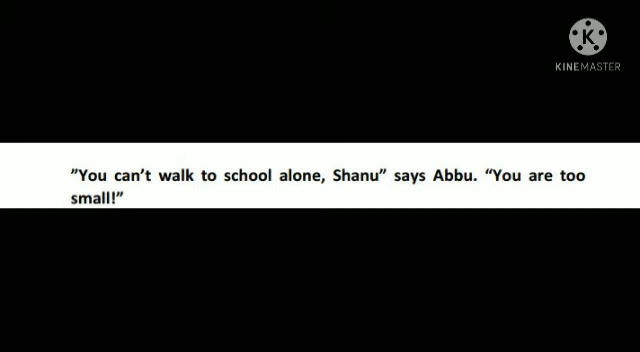 K
KINEMASTER
”You can’t walk to school alone, Shanu” says Abbu. “You are too
small!”